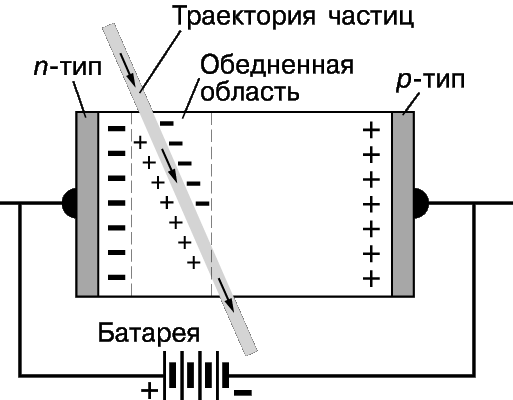 Траектория частиц
n-тип
Обедненная
область
p-тип
Батарея
+ −